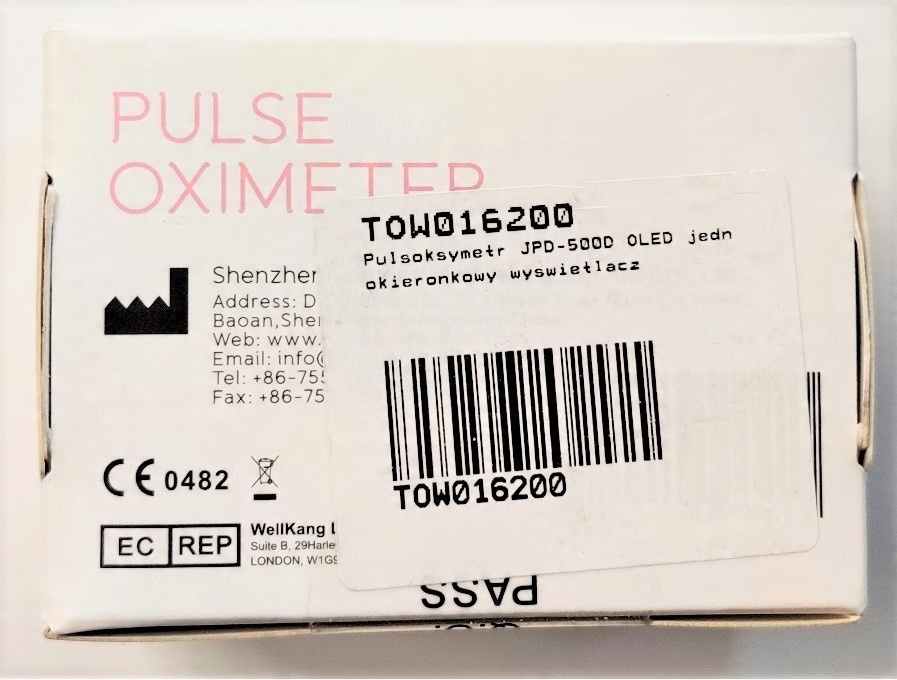 PULSE
OXIMETER
TOW016200
Pulsoksymetr JPD-500D OLED jedn
okieronkowy wyswietlacz
TOW016200
Shenzhen
Address: D
Baoan,Shen
Web: www.
Email: info@
Tel: +86-755
Fax: +86-75
CE 0482
EC REP
WellKang L
Suite B, 29Harle
LONDON, W1G9
PASS